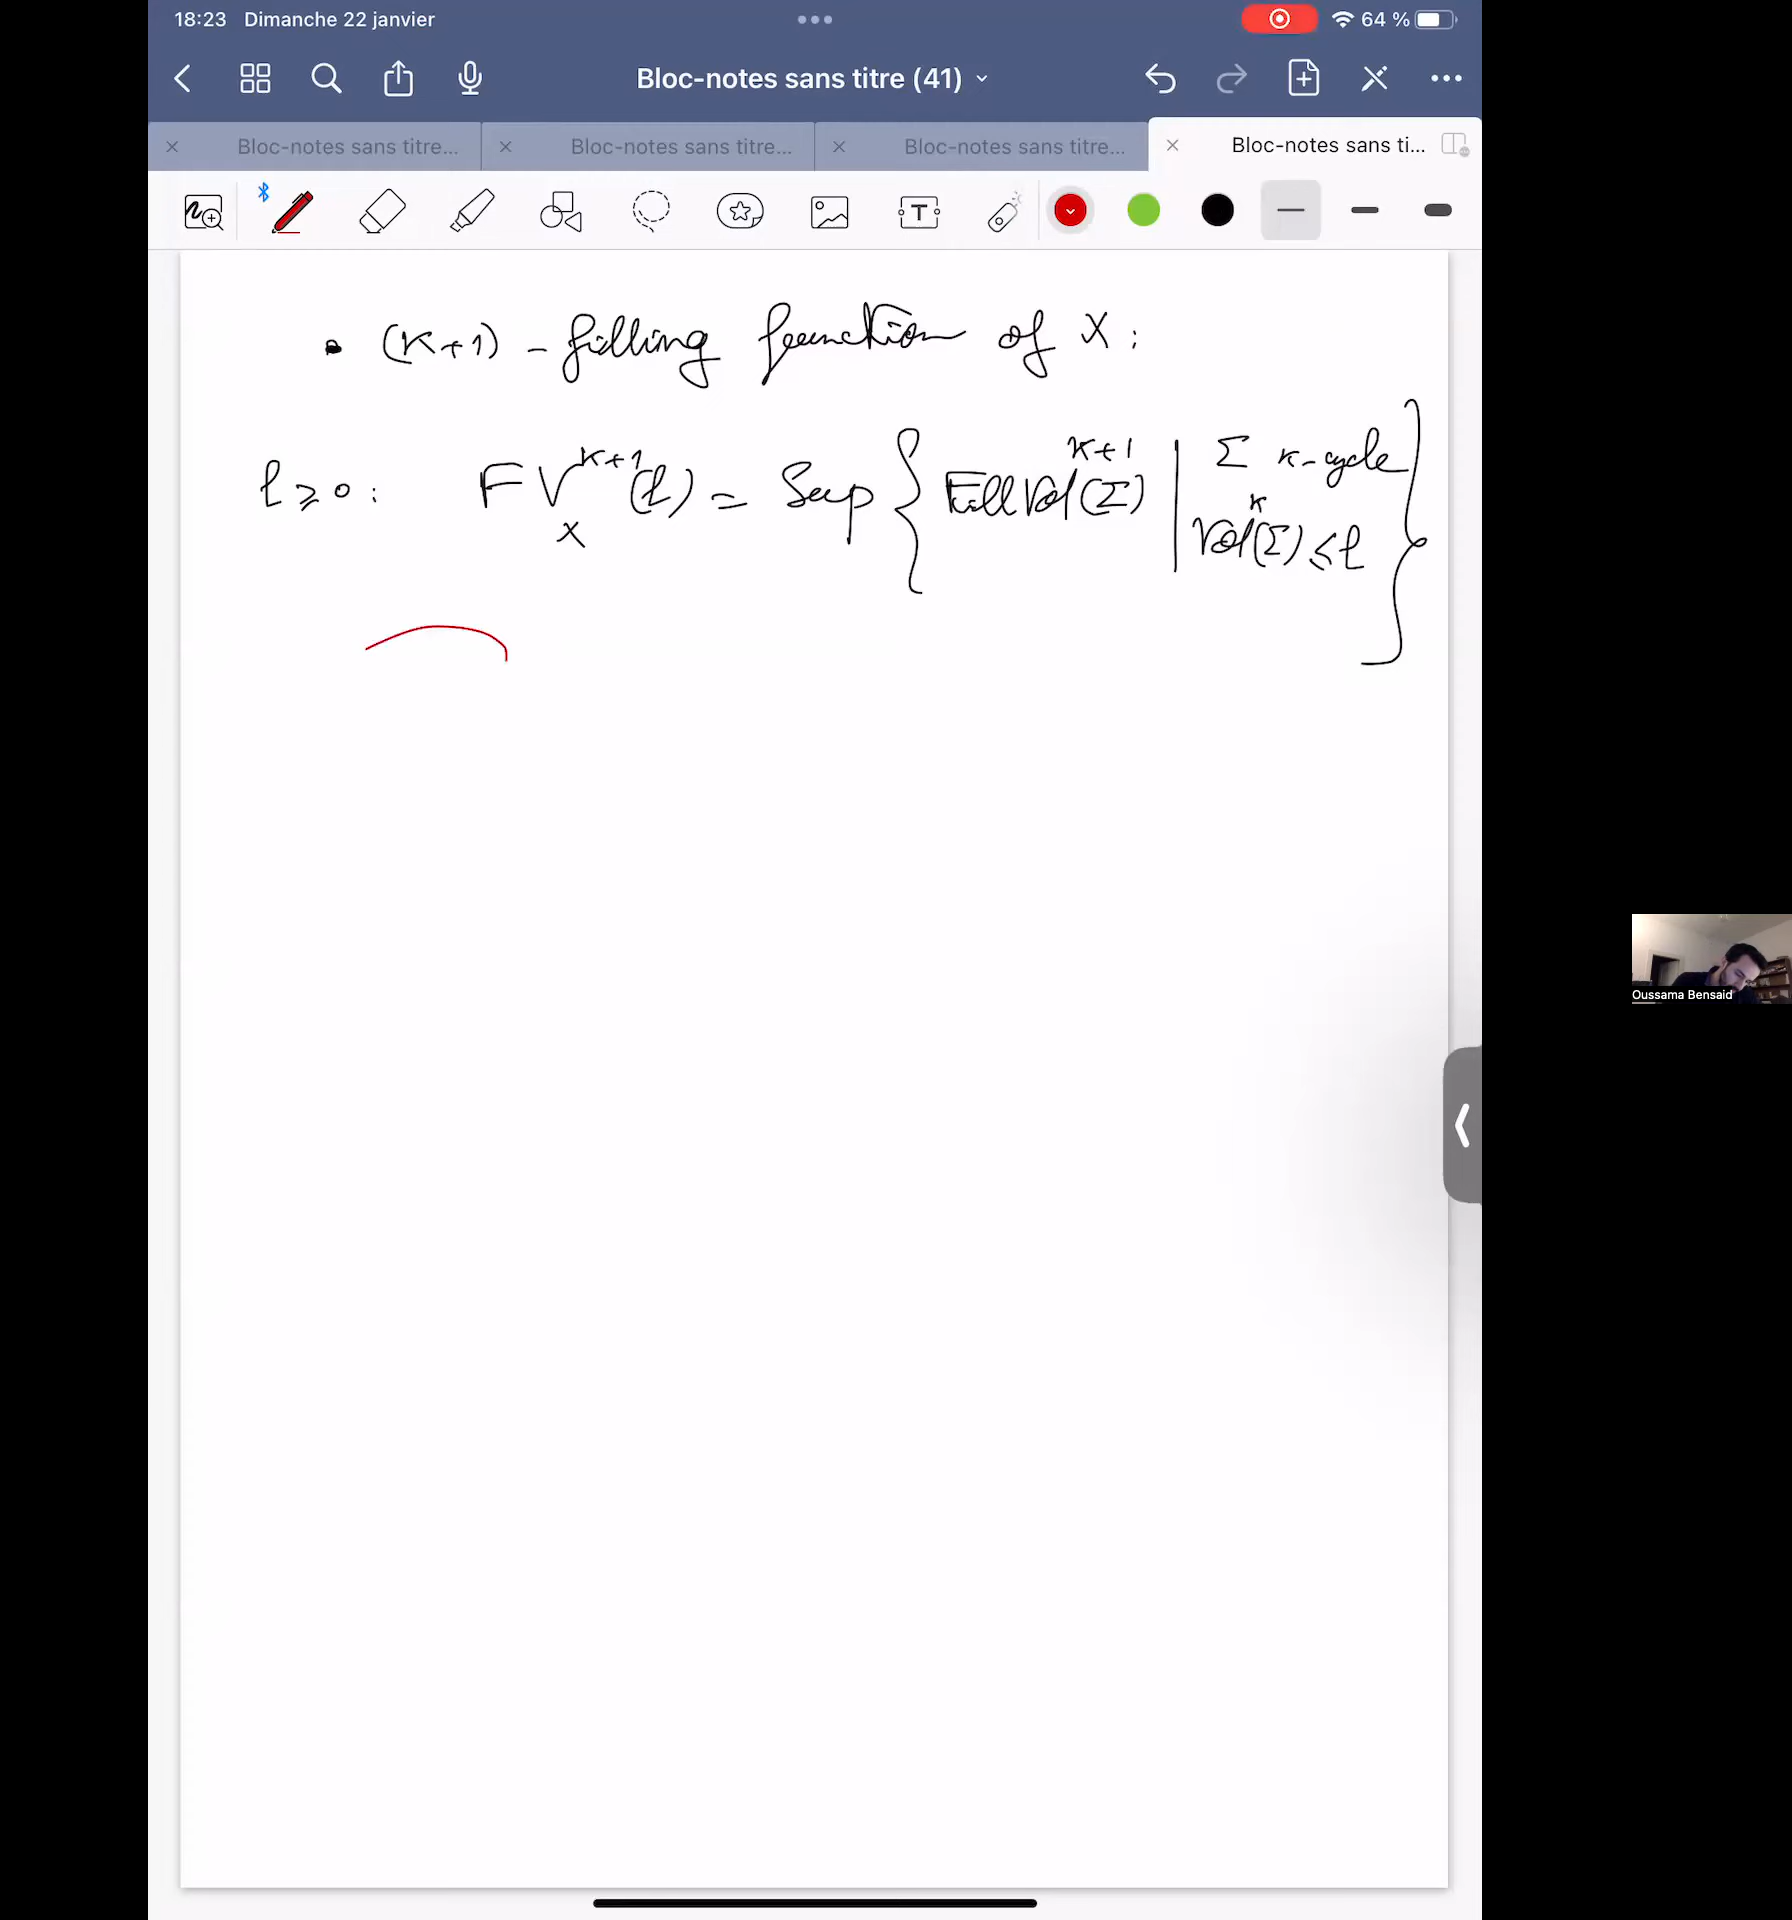 18:23 Dimanche 22 janvier 64 %
Bloc-notes sans titre (41)
Bloc-notes sans titre... Bloc-notes sans titre... Bloc-notes sans titre... Bloc-notes sans ti...
• (K+1) - filling function of X :
ℓ ≥ 0 : FV_X^{K+1}(ℓ) = Sup { FillVol^{K+1}(Σ) | Σ K-cycle Vol^K(Σ) ≤ ℓ }
Oussama Bensaid